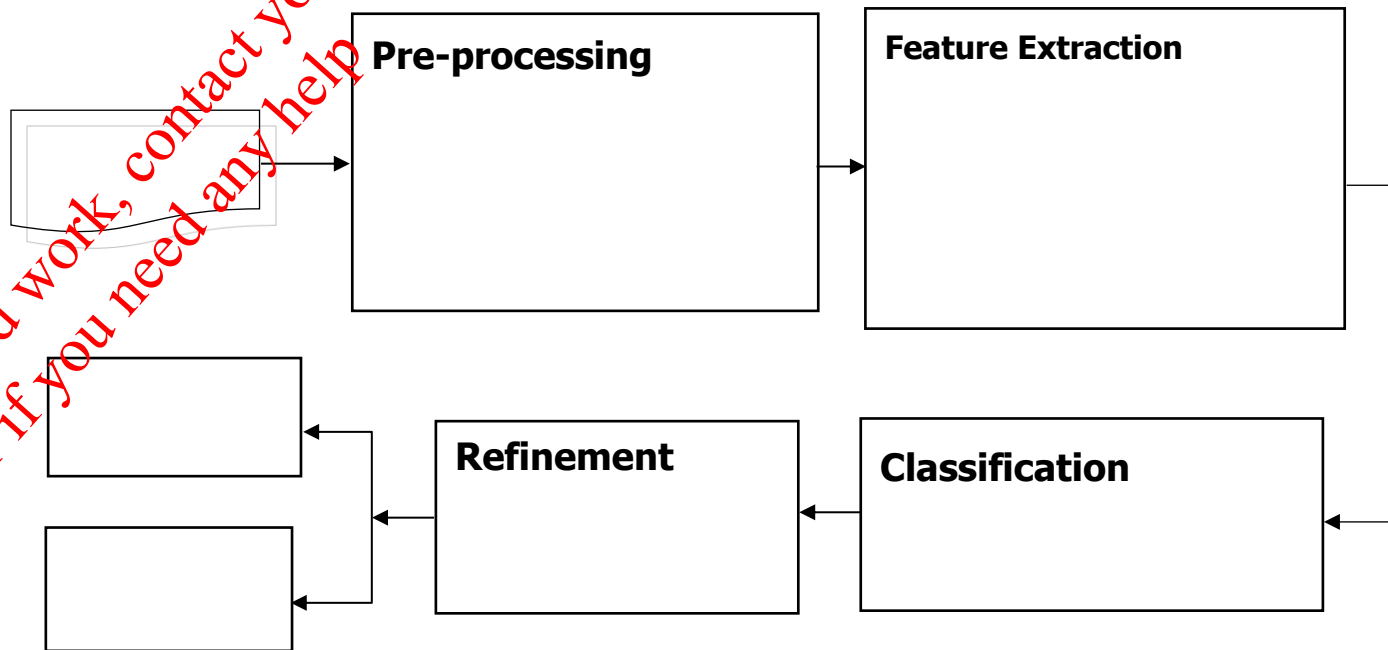 Pre-processing
Feature Extraction
Refinement
Classification
work, contact
if you need any help